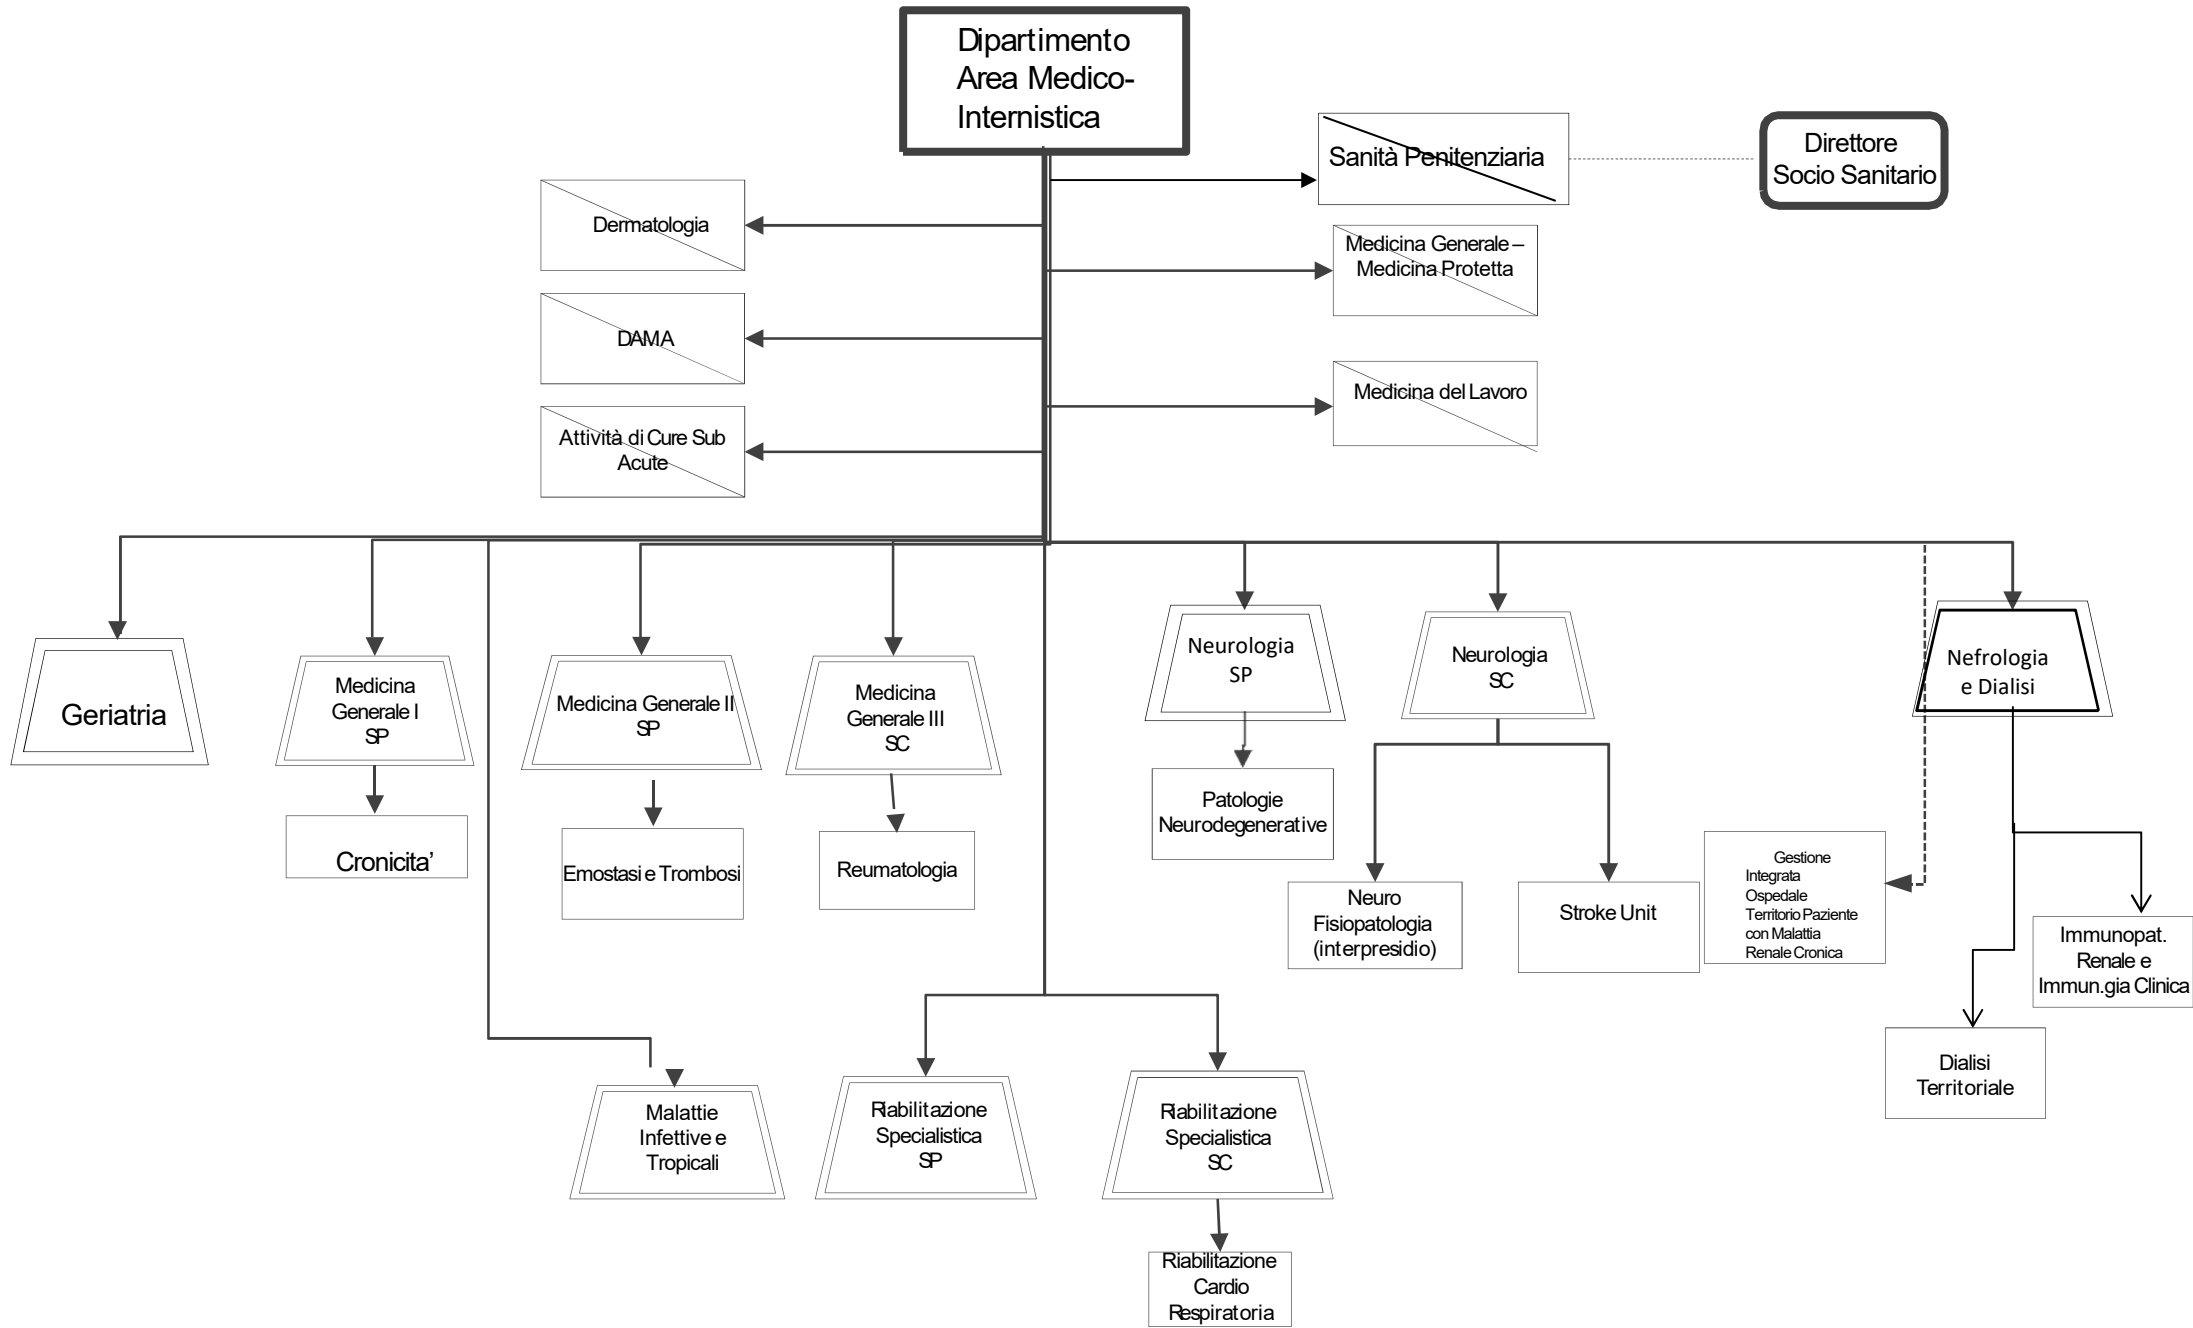 Dipartimento
Area Medico-
Internistica
Sanità Penitenziaria
Direttore
Socio Sanitario
Dermatologia
Medicina Generale –
Medicina Protetta
DAMA
Medicina del Lavoro
Attività di Cure Sub
Acute
Geriatria
Medicina
Generale I
SP
Medicina Generale II
SP
Medicina
Generale III
SC
Neurologia
SP
Neurologia
SC
Nefrologia
e Dialisi
Cronicita’
Emostasi e Trombosi
Reumatologia
Patologie
Neurodegenerative
Neuro
Fisiopatologia
(interpresidio)
Stroke Unit
Gestione
Integrata
Ospedale
Territorio Paziente
con Malattia
Renale Cronica
Immunopat.
Renale e
Immun.gia Clinica
Dialisi
Territoriale
Malattie
Infettive e
Tropicali
Riabilitazione
Specialistica
SP
Riabilitazione
Specialistica
SC
Riabilitazione
Cardio
Respiratoria